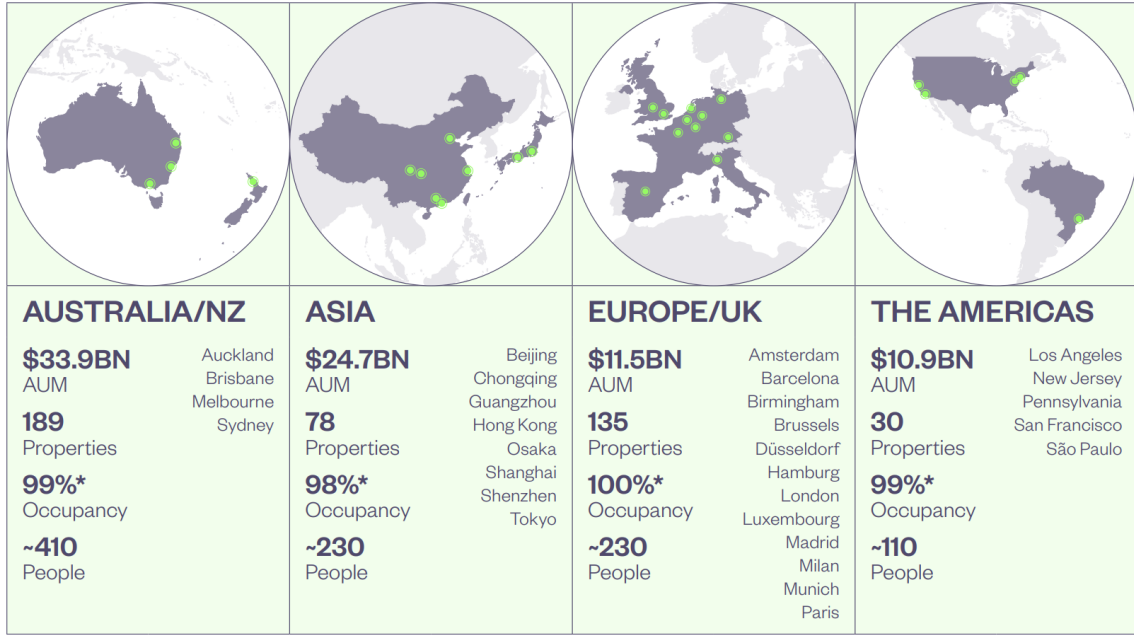 AUSTRALIA/NZ
$33.9BN
AUM
189
Properties
99%*
Occupancy
~410
People
Auckland
Brisbane
Melbourne
Sydney
ASIA
$24.7BN
AUM
78
Properties
98%*
Occupancy
~230
People
Beijing
Chongqing
Guangzhou
Hong Kong
Osaka
Shanghai
Shenzhen
Tokyo
EUROPE/UK
$11.5BN
AUM
135
Properties
100%*
Occupancy
~230
People
Amsterdam
Barcelona
Birmingham
Brussels
Düsseldorf
Hamburg
London
Luxembourg
Madrid
Milan
Munich
Paris
THE AMERICAS
$10.9BN
AUM
30
Properties
99%*
Occupancy
~110
People
Los Angeles
New Jersey
Pennsylvania
San Francisco
São Paulo